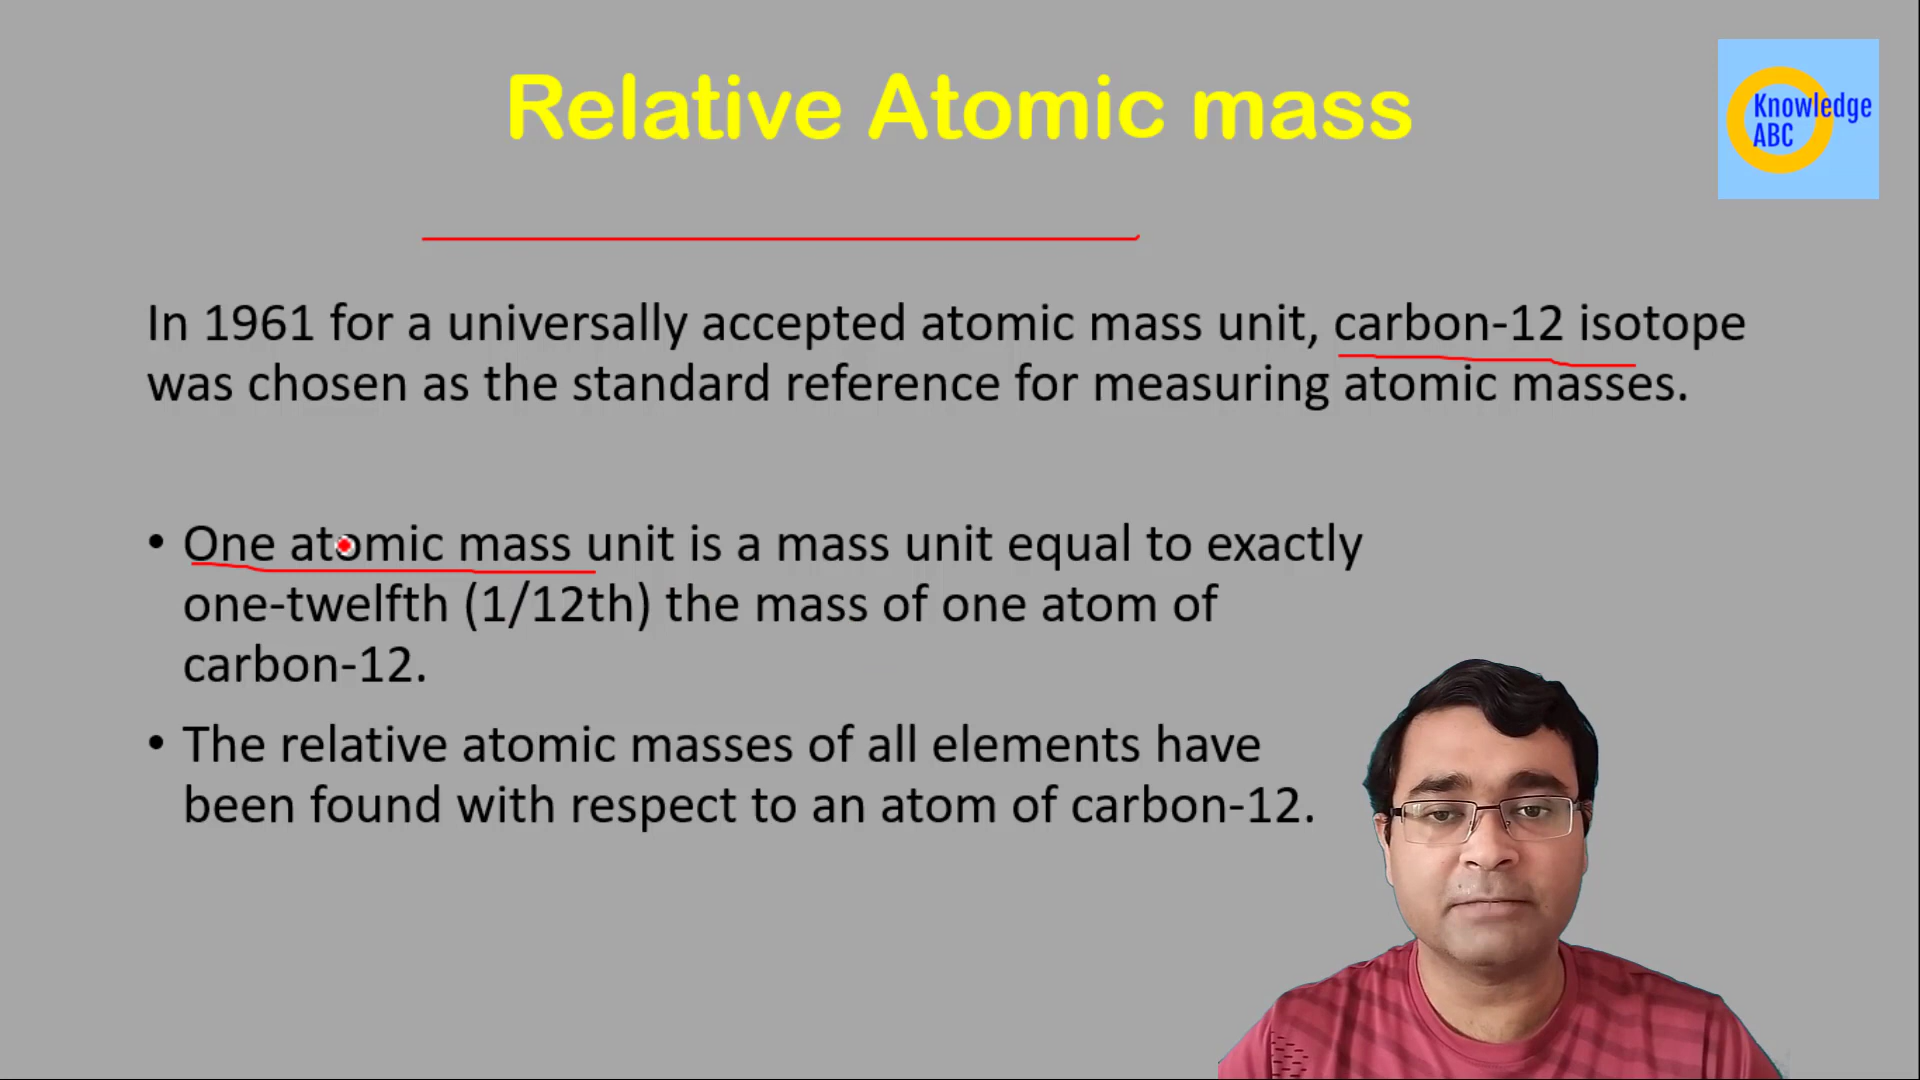 Relative Atomic mass
Knowledge
ABC
In 1961 for a universally accepted atomic mass unit, carbon-12 isotope
was chosen as the standard reference for measuring atomic masses.
• One atomic mass unit is a mass unit equal to exactly
one-twelfth (1/12th) the mass of one atom of
carbon-12.
• The relative atomic masses of all elements have
been found with respect to an atom of carbon-12.